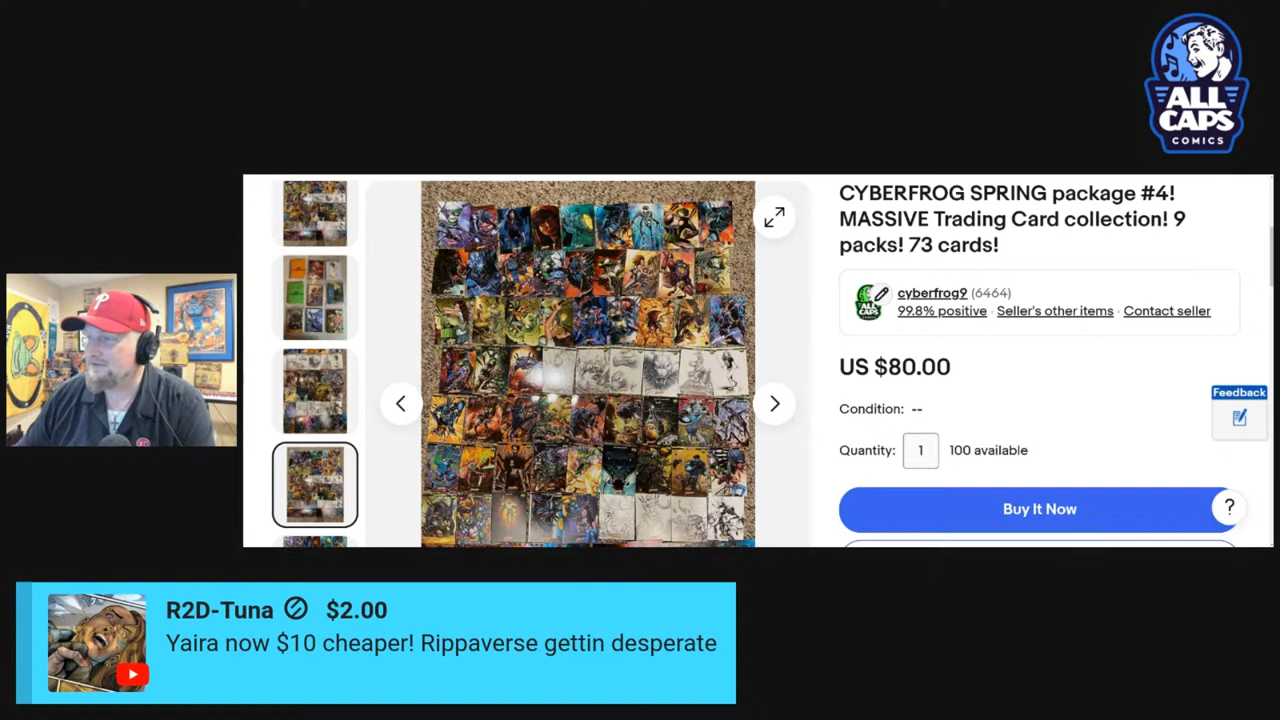 ALL
CAPS
COMICS
CYBERFROG SPRING package #4!
MASSIVE Trading Card collection! 9
packs! 73 cards!
cyberfrog9 (6464)
99.8% positive · Seller's other items · Contact seller
US $80.00
Feedback
Condition: --
Quantity: 1 100 available
Buy It Now
?
R2D-Tuna $2.00
Yaira now $10 cheaper! Rippaverse gettin desperate